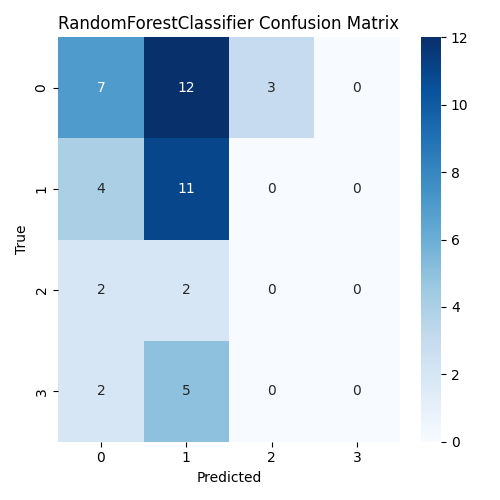 RandomForestClassifier Confusion Matrix
12
0 7 12 3 0
10
8
1 4 11 0 0
True
6
2 2 2 0 0
4
3 2 5 0 0
2
0
0 1 2 3
Predicted